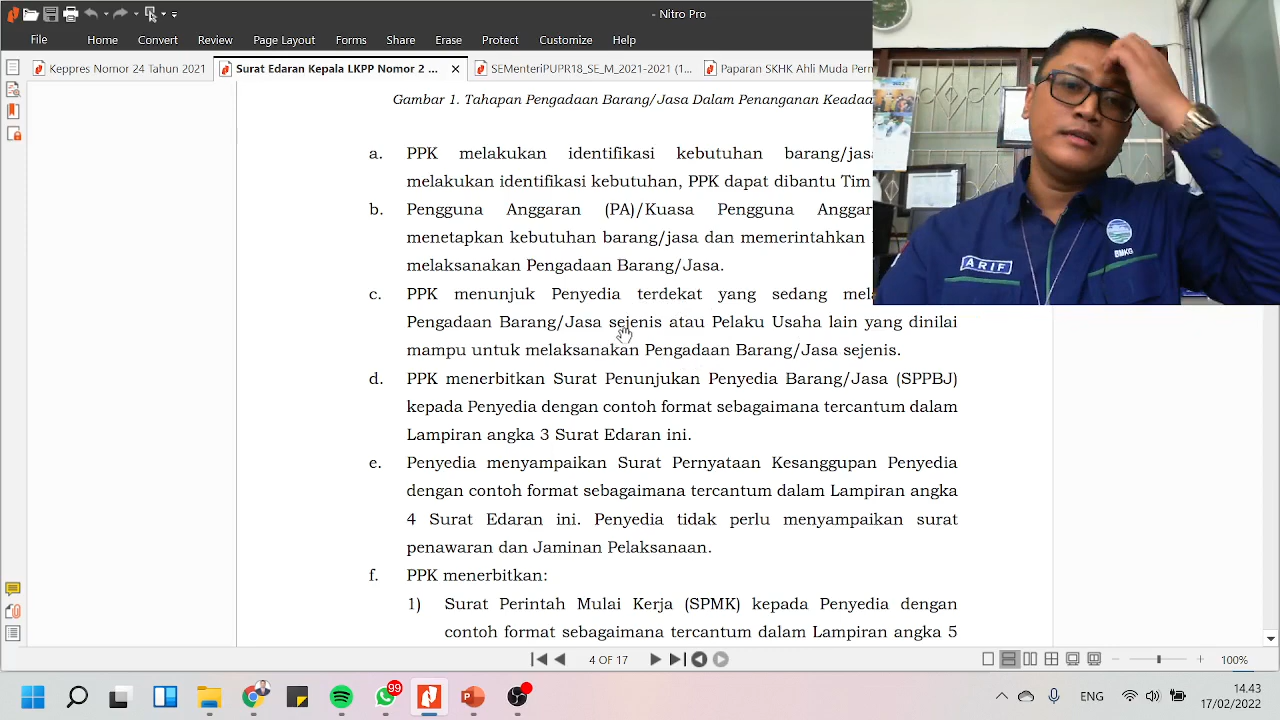 - Nitro Pro
File Home Convert Review Page Layout Forms Share Erase Protect Customize Help
Keppres Nomor 24 Tahun 2021 Surat Edaran Kepala LKPP Nomor 2 ... SEMenteriPUPR18_SE_M_2021-2021 (1... Paparan SXHK Ahli Muda Per
Gambar 1. Tahapan Pengadaan Barang/Jasa Dalam Penanganan Keadaa
a. PPK melakukan identifikasi kebutuhan barang/jasa
melakukan identifikasi kebutuhan, PPK dapat dibantu Tim
b. Pengguna Anggaran (PA)/Kuasa Pengguna Anggar
menetapkan kebutuhan barang/jasa dan memerintahkan
melaksanakan Pengadaan Barang/Jasa.
c. PPK menunjuk Penyedia terdekat yang sedang mela
Pengadaan Barang/Jasa sejenis atau Pelaku Usaha lain yang dinilai
mampu untuk melaksanakan Pengadaan Barang/Jasa sejenis.
d. PPK menerbitkan Surat Penunjukan Penyedia Barang/Jasa (SPPBJ)
kepada Penyedia dengan contoh format sebagaimana tercantum dalam
Lampiran angka 3 Surat Edaran ini.
e. Penyedia menyampaikan Surat Pernyataan Kesanggupan Penyedia
dengan contoh format sebagaimana tercantum dalam Lampiran angka
4 Surat Edaran ini. Penyedia tidak perlu menyampaikan surat
penawaran dan Jaminan Pelaksanaan.
f. PPK menerbitkan:
1) Surat Perintah Mulai Kerja (SPMK) kepada Penyedia dengan
contoh format sebagaimana tercantum dalam Lampiran angka 5
ARIF
BMKG
4 OF 17
100%
99
ENG
14.43
17/02/2022